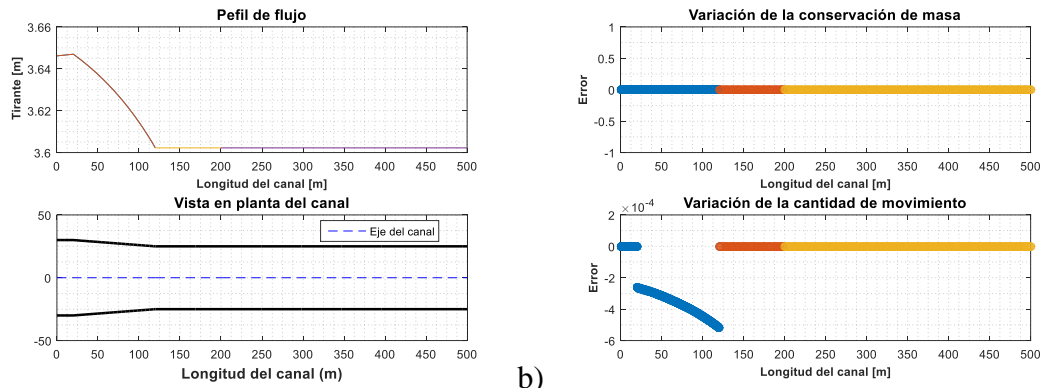 Pefil de flujo
3.66
3.64
3.62
3.6
Tirante [m]
0 50 100 150 200 250 300 350 400 450 500
Longitud del canal [m]
Vista en planta del canal
50
0
-50
Eje del canal
0 50 100 150 200 250 300 350 400 450 500
Longitud del canal (m)
b)
Variación de la conservación de masa
1
0.5
0
-0.5
-1
Error
0 50 100 150 200 250 300 350 400 450 500
Longitud del canal [m]
Variación de la cantidad de movimiento
×10-4
2
0
-2
-4
-6
Error
0 50 100 150 200 250 300 350 400 450 500
Longitud del canal [m]